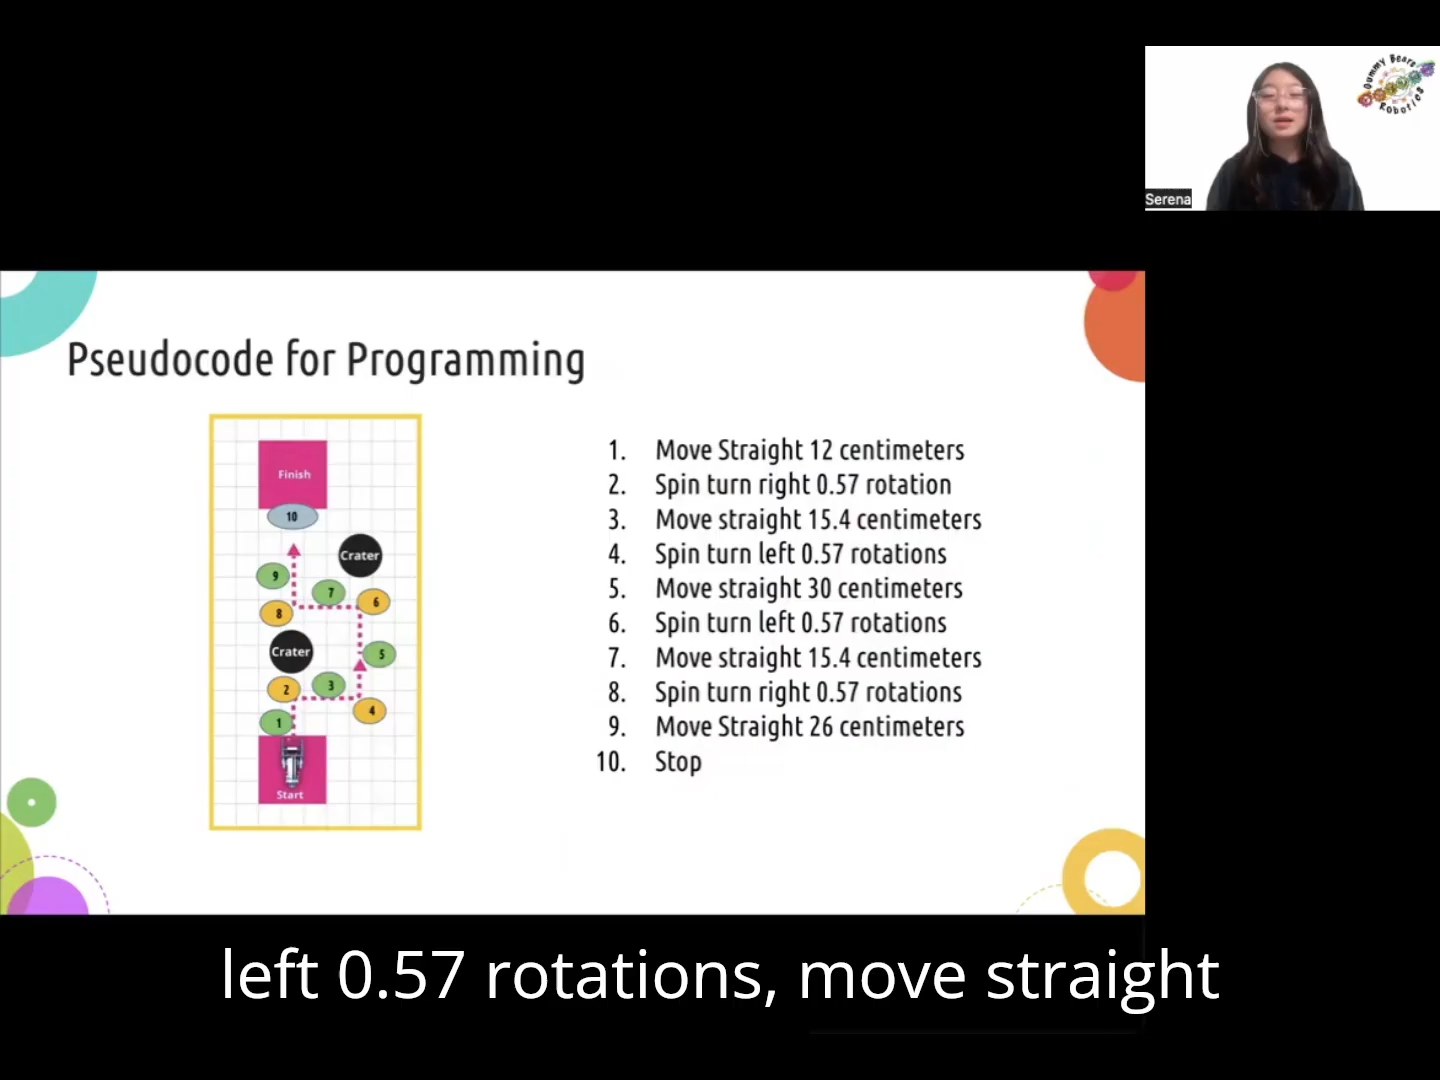 Gummy Bears
Robotics
Serena
Pseudocode for Programming
Finish
10
Crater
9
7
6
8
Crater
5
3
2
4
1
Start
1. Move Straight 12 centimeters
2. Spin turn right 0.57 rotation
3. Move straight 15.4 centimeters
4. Spin turn left 0.57 rotations
5. Move straight 30 centimeters
6. Spin turn left 0.57 rotations
7. Move straight 15.4 centimeters
8. Spin turn right 0.57 rotations
9. Move Straight 26 centimeters
10. Stop
left 0.57 rotations, move straight